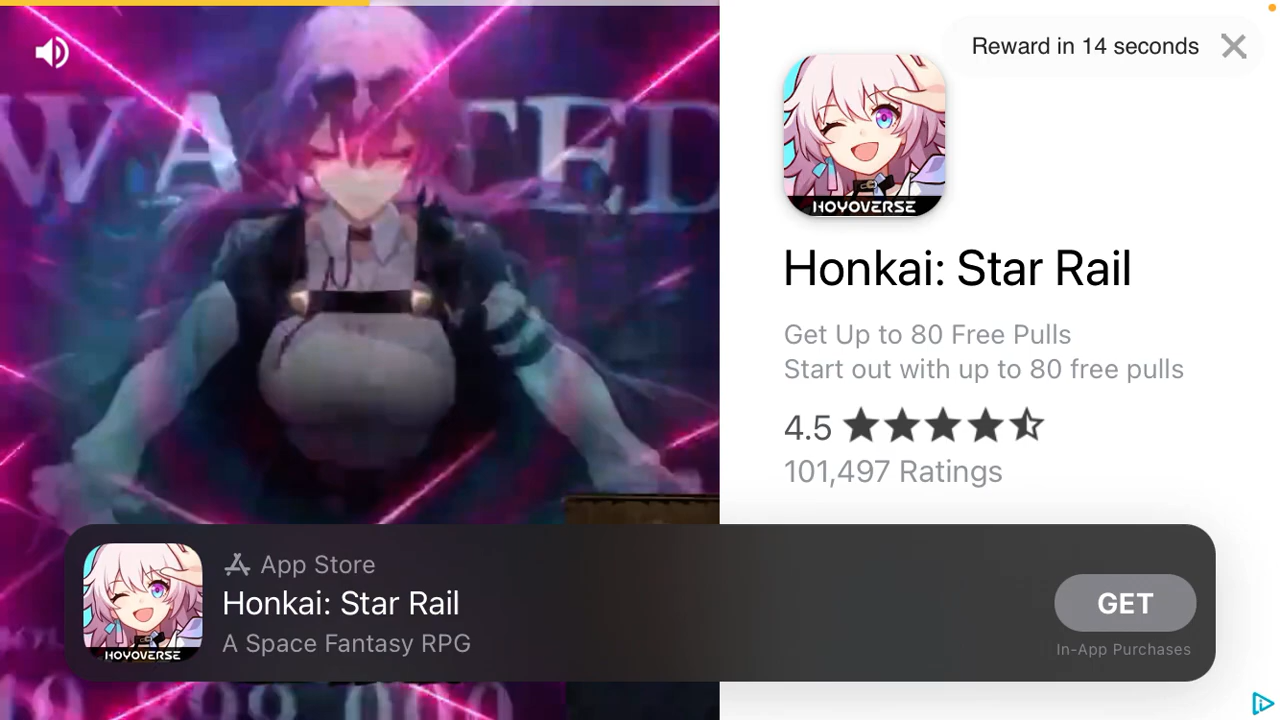 WANTED
Reward in 14 seconds
HOYOVERSE
Honkai: Star Rail
Get Up to 80 Free Pulls
Start out with up to 80 free pulls
4.5
101,497 Ratings
App Store
Honkai: Star Rail
A Space Fantasy RPG
HOYOVERSE
GET
In-App Purchases